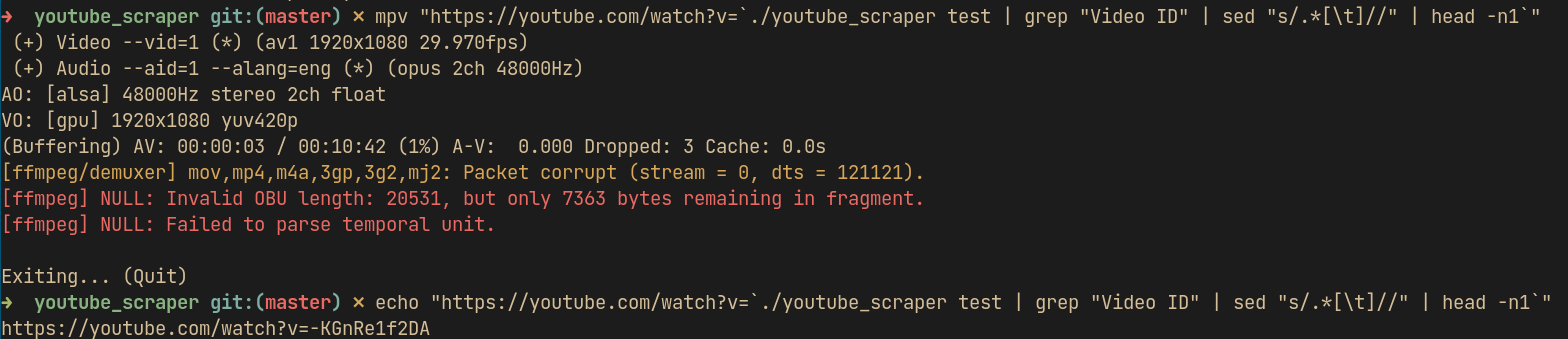 → youtube_scraper git:(master) × mpv "https://youtube.com/watch?v=`./youtube_scraper test | grep "Video ID" | sed "s/.*[\t]//" | head -n1`"
(+) Video --vid=1 (*) (av1 1920x1080 29.970fps)
(+) Audio --aid=1 --alang=eng (*) (opus 2ch 48000Hz)
AO: [alsa] 48000Hz stereo 2ch float
VO: [gpu] 1920x1080 yuv420p
(Buffering) AV: 00:00:03 / 00:10:42 (1%) A-V:  0.000 Dropped: 3 Cache: 0.0s
[ffmpeg/demuxer] mov,mp4,m4a,3gp,3g2,mj2: Packet corrupt (stream = 0, dts = 121121).
[ffmpeg] NULL: Invalid OBU length: 20531, but only 7363 bytes remaining in fragment.
[ffmpeg] NULL: Failed to parse temporal unit.
Exiting... (Quit)
→ youtube_scraper git:(master) × echo "https://youtube.com/watch?v=`./youtube_scraper test | grep "Video ID" | sed "s/.*[\t]//" | head -n1`"
https://youtube.com/watch?v=-KGnRe1f2DA